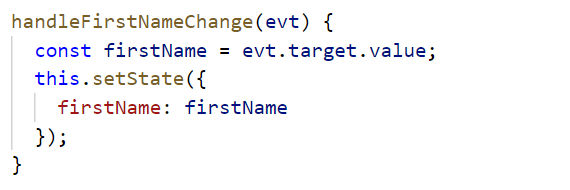 handleFirstNameChange(evt) {
  const firstName = evt.target.value;
  this.setState({
    firstName: firstName
  });
}